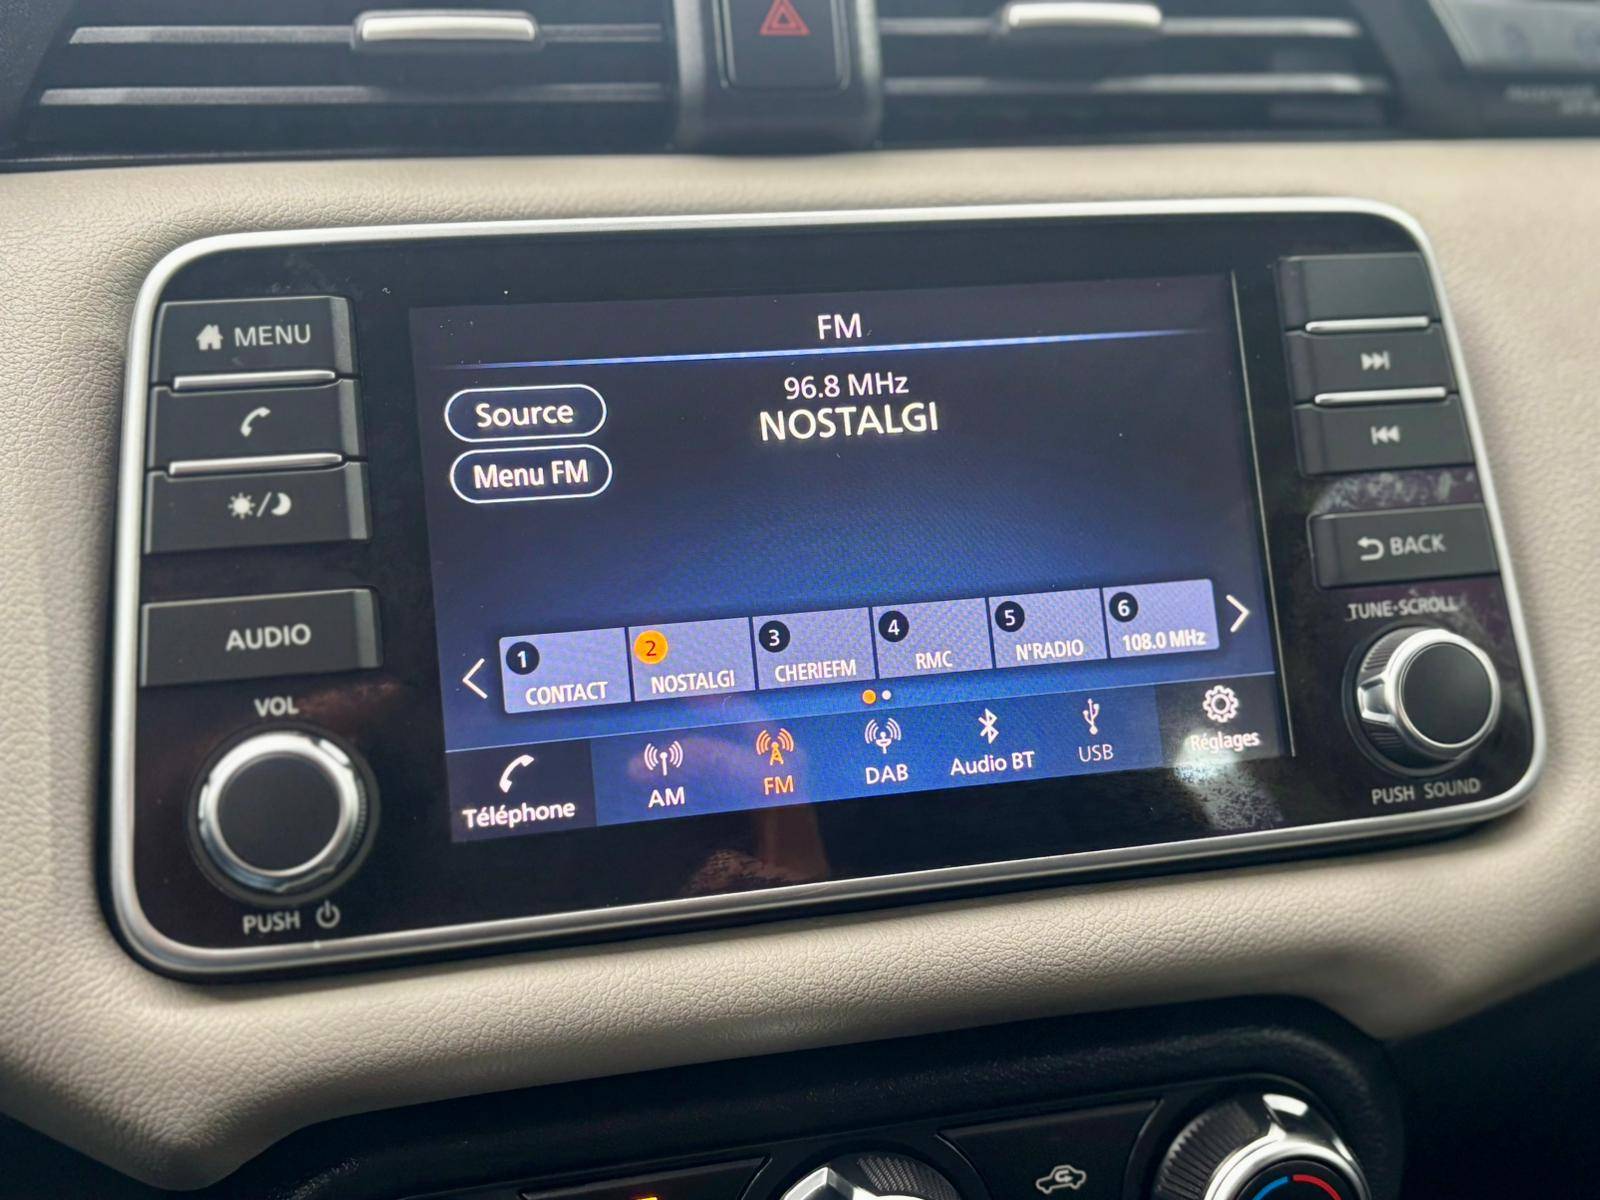 FM
MENU
96.8 MHz
Source
NOSTALGI
Menu FM
BACK
AUDIO
TUNE·SCROLL
1 CONTACT
2 NOSTALGI
3 CHERIEFM
4 RMC
5 N'RADIO
6 108.0 MHz
VOL
Téléphone
AM
FM
DAB
Audio BT
USB
Réglages
PUSH SOUND
PUSH